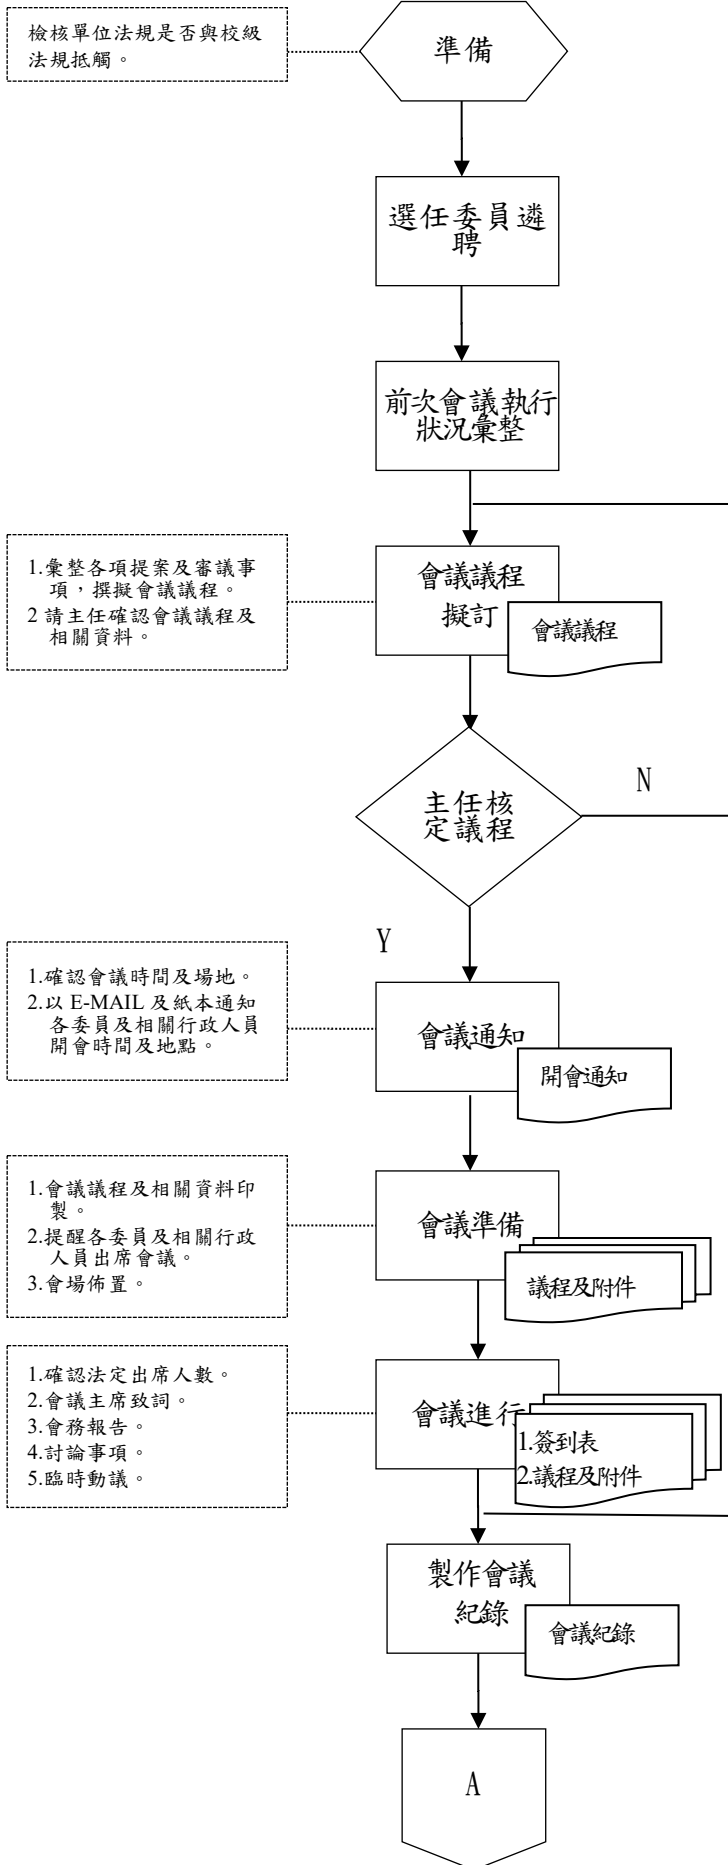 檢核單位法規是否與校級
法規抵觸。
準備
選任委員遴
聘
前次會議執行
狀況彙整
1.彙整各項提案及審議事
項，撰擬會議議程。
2 請主任確認會議議程及
相關資料。
會議議程
擬訂
會議議程
主任核
定議程
N
Y
1.確認會議時間及場地。
2.以 E-MAIL 及紙本通知
各委員及相關行政人員
開會時間及地點。
會議通知
開會通知
1.會議議程及相關資料印
製。
2.提醒各委員及相關行政
人員出席會議。
3.會場佈置。
會議準備
議程及附件
1.確認法定出席人數。
2.會議主席致詞。
3.會務報告。
4.討論事項。
5.臨時動議。
會議進行
1.簽到表
2.議程及附件
製作會議
紀錄
會議紀錄
A